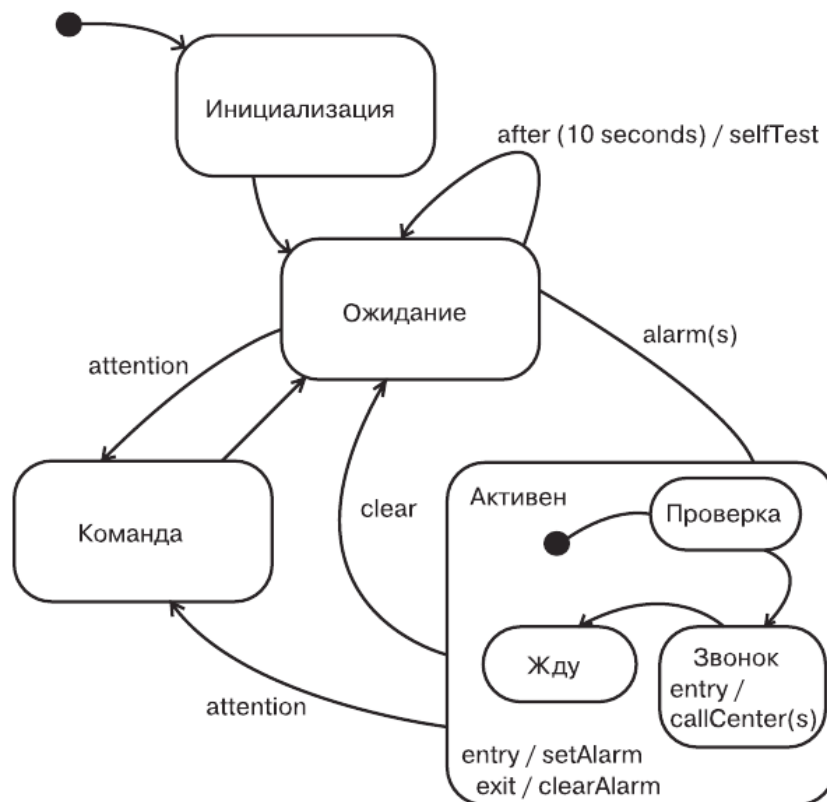 Инициализация
after (10 seconds) / selfTest
Ожидание
alarm(s)
attention
Команда
clear
Активен
Проверка
Жду
Звонок
entry /
callCenter(s)
attention
entry / setAlarm
exit / clearAlarm